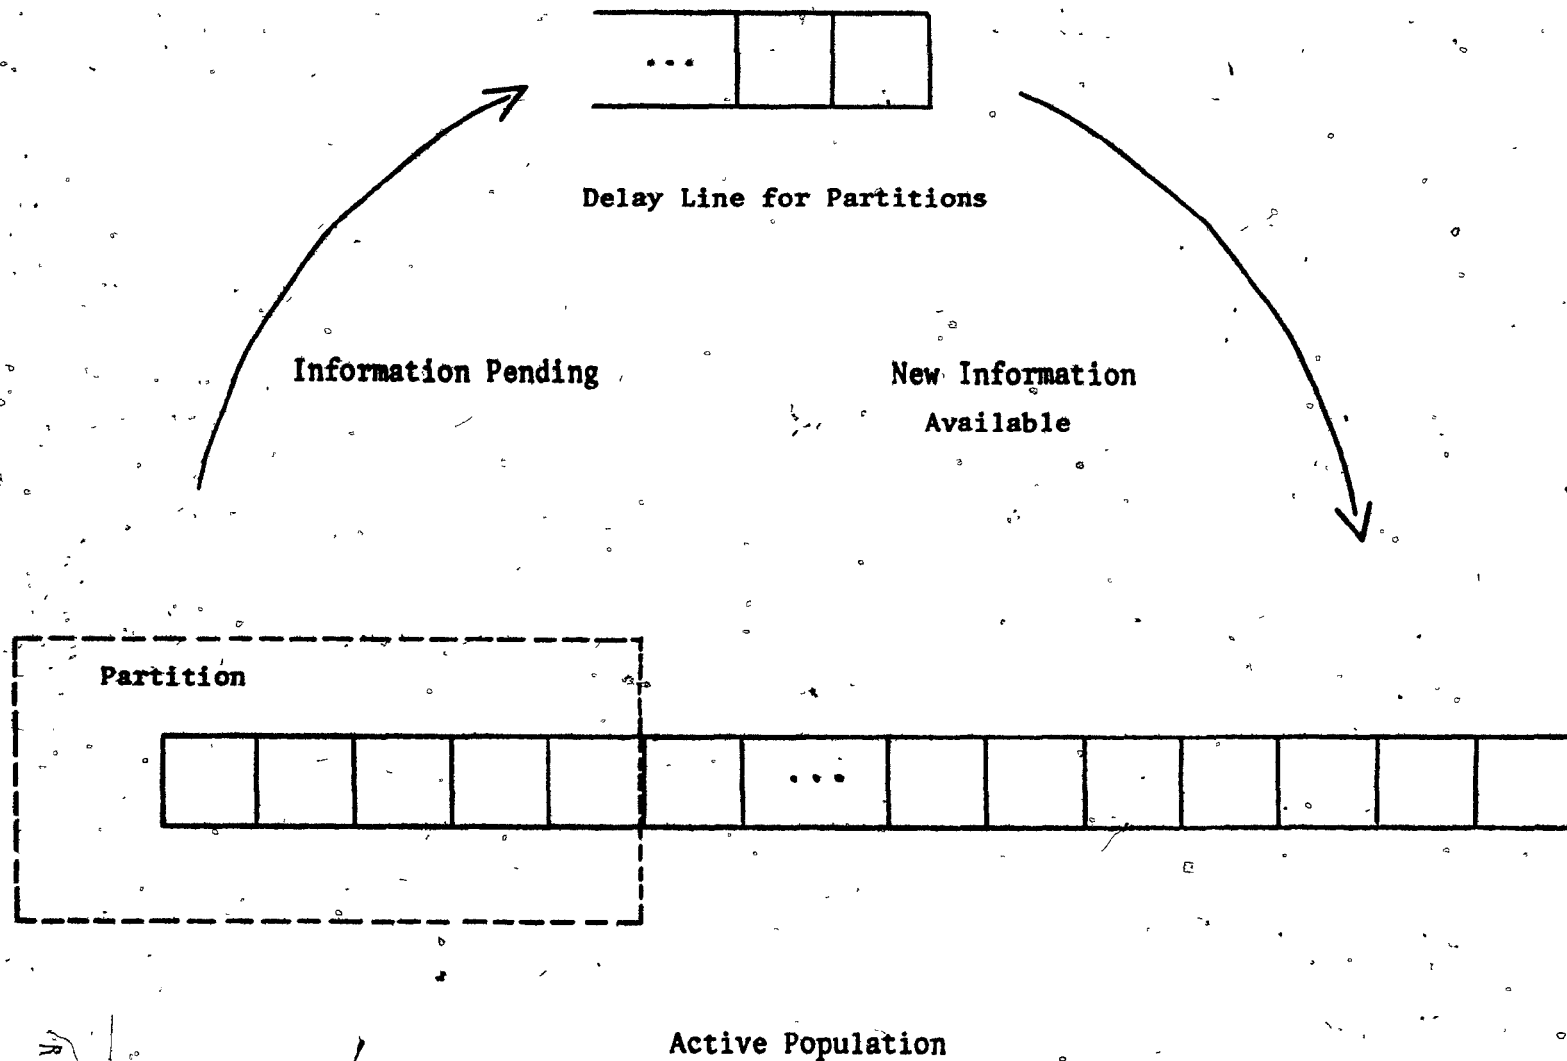 ...
Delay Line for Partitions
Information Pending
New Information
Available
Partition
...
Active Population